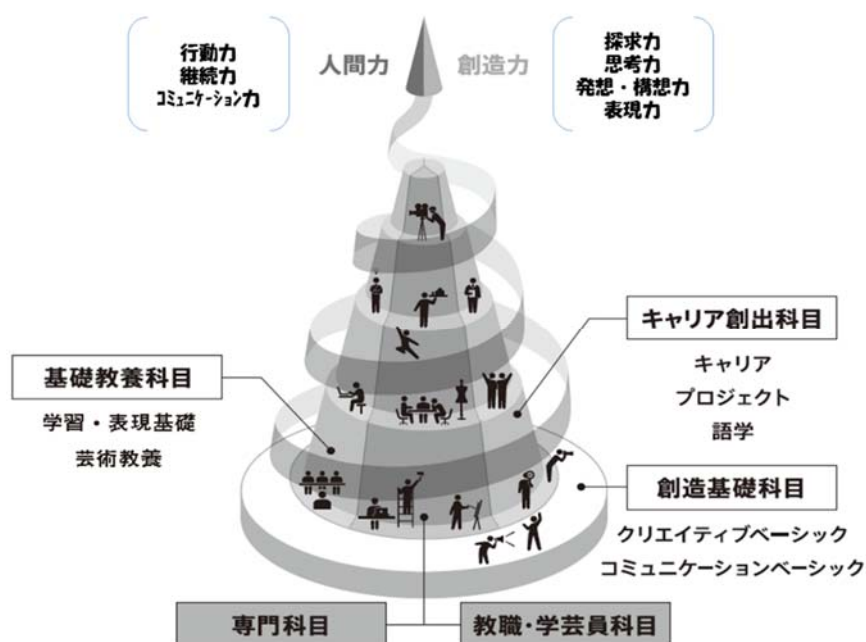 行動力
継続力
コミュニケーション力
人間力
創造力
探求力
思考力
発想・構想力
表現力
キャリア創出科目
キャリア
プロジェクト
語学
基礎教養科目
学習・表現基礎
芸術教養
創造基礎科目
クリエイティブベーシック
コミュニケーションベーシック
専門科目
教職・学芸員科目